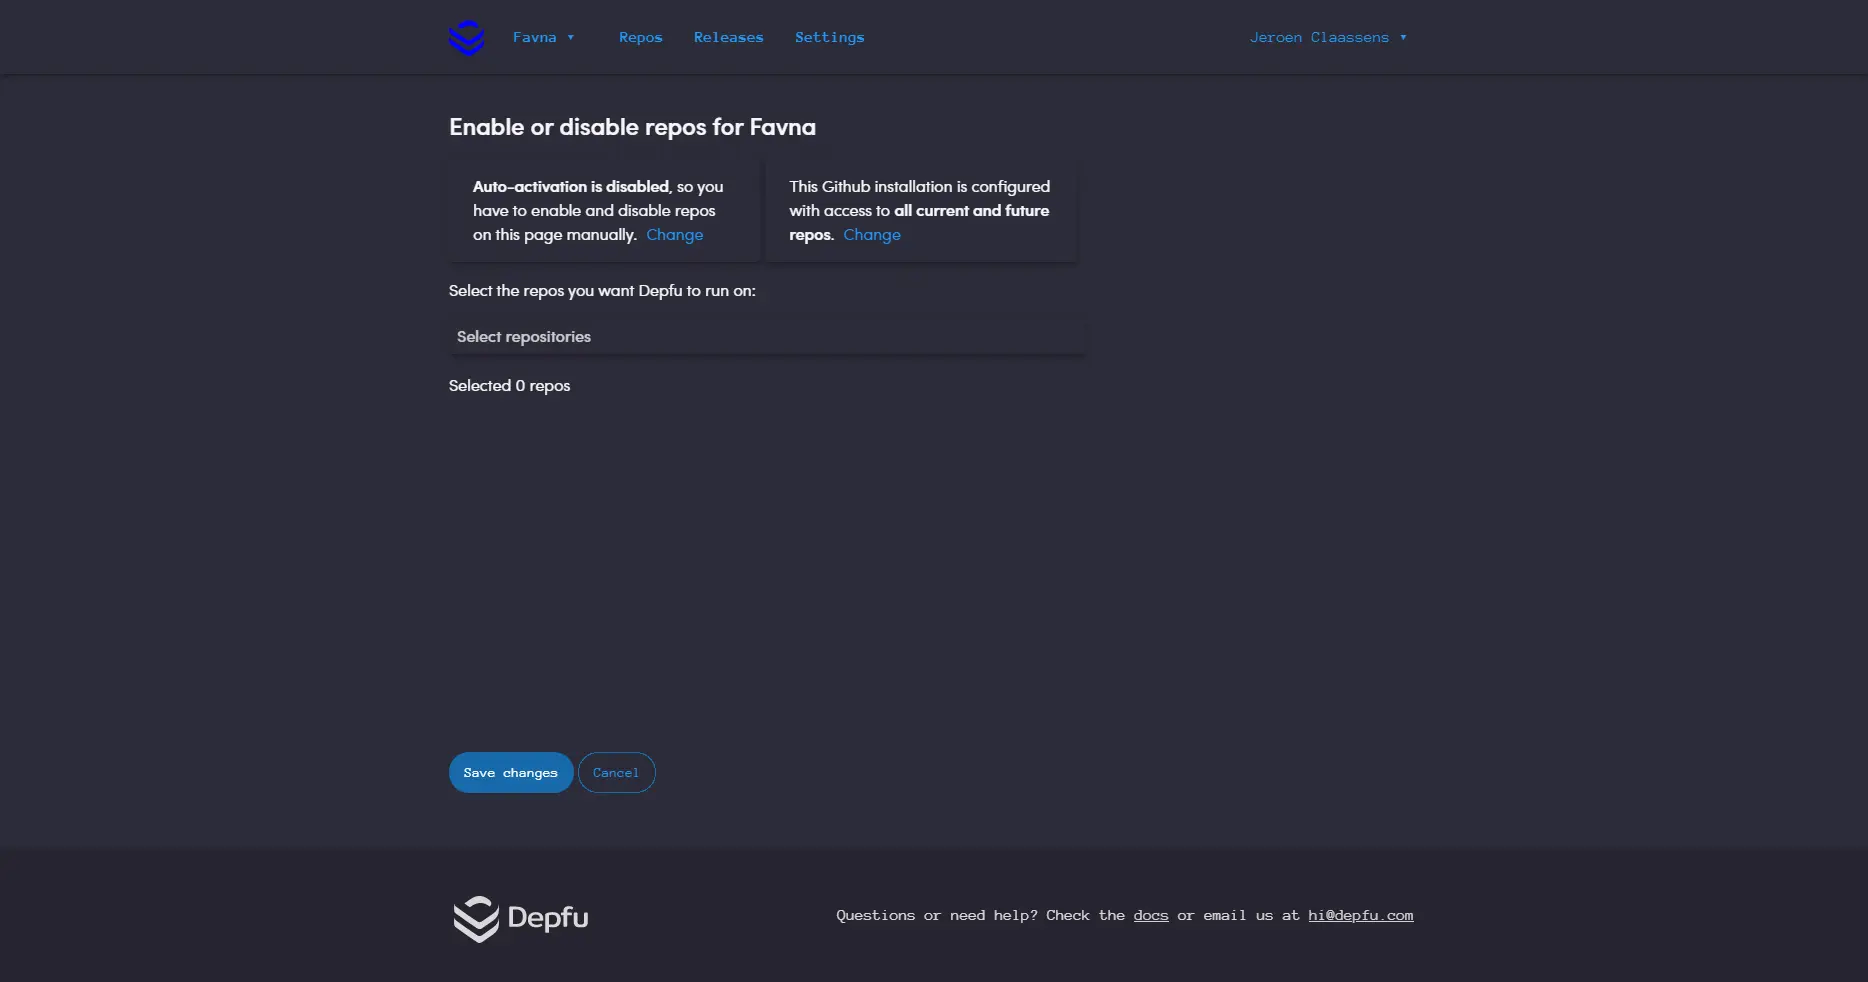 Favna ▾ Repos Releases Settings Jeroen Claassens ▾
Enable or disable repos for Favna
Auto-activation is disabled, so you
have to enable and disable repos
on this page manually. Change
This Github installation is configured
with access to all current and future
repos. Change
Select the repos you want Depfu to run on:
Select repositories
Selected 0 repos
Save changes Cancel
Depfu
Questions or need help? Check the docs or email us at hi@depfu.com